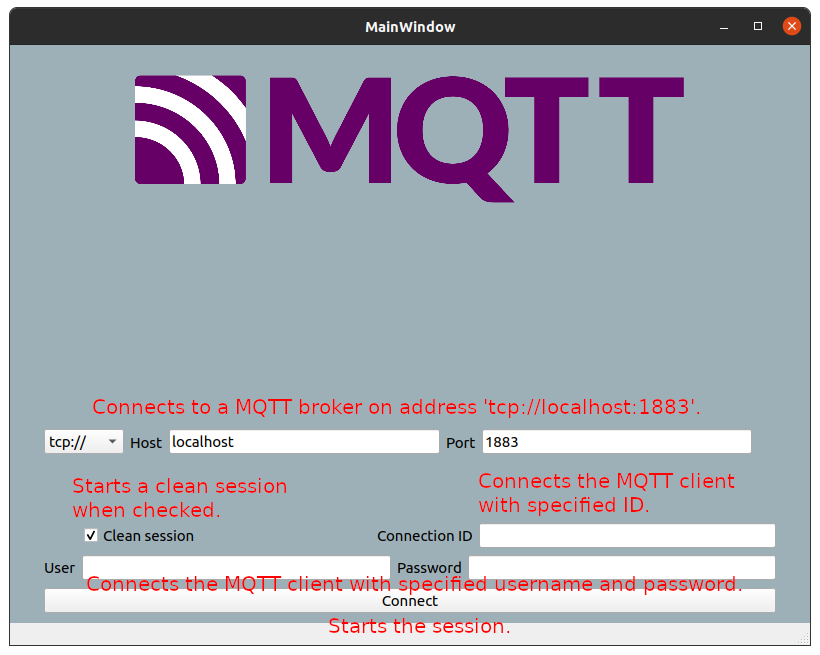 MainWindow
MQTT
Connects to a MQTT broker on address 'tcp://localhost:1883'.
tcp:// Host localhost Port 1883
Starts a clean session
when checked.
Connects the MQTT client
with specified ID.
Clean session Connection ID
User Password
Connects the MQTT client with specified username and password.
Connect
Starts the session.